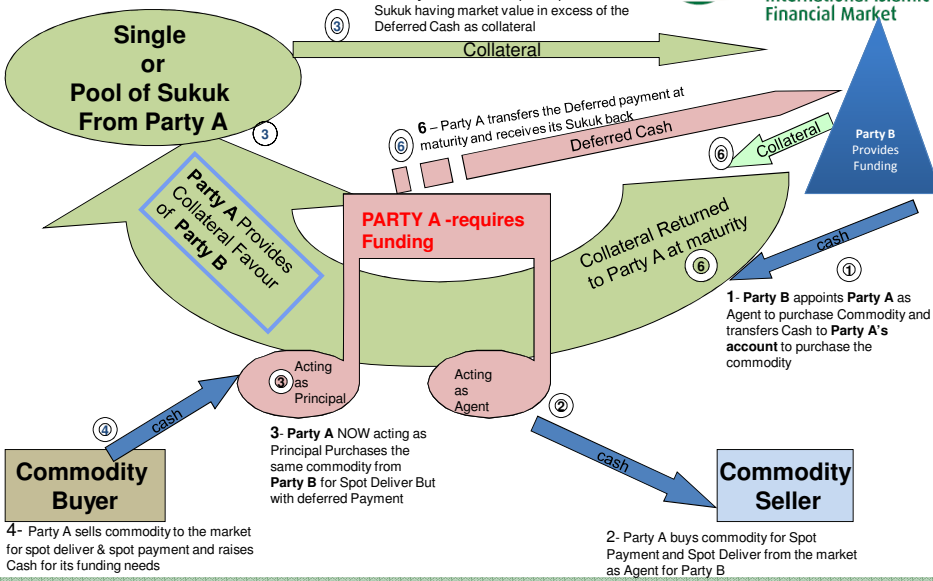 Sukuk having market value in excess of the
Deferred Cash as collateral
③
Financial Market
Collateral
Single
or
Pool of Sukuk
From Party A
3
6 – Party A transfers the Deferred payment at
maturity and receives its Sukuk back
⑥
Deferred Cash
⑥
Collateral
Party B
Provides
Funding
Party A Provides
Collateral Favour
of Party B
PARTY A -requires
Funding
Collateral Returned
to Party A at maturity
⑥
cash
①
1- Party B appoints Party A as
Agent to purchase Commodity and
transfers Cash to Party A's
account to purchase the
commodity
③
Acting
as
Principal
Acting
as
Agent
②
④
cash
cash
3- Party A NOW acting as
Principal Purchases the
same commodity from
Party B for Spot Deliver But
with deferred Payment
Commodity
Buyer
Commodity
Seller
4- Party A sells commodity to the market
for spot deliver & spot payment and raises
Cash for its funding needs
2- Party A buys commodity for Spot
Payment and Spot Deliver from the market
as Agent for Party B